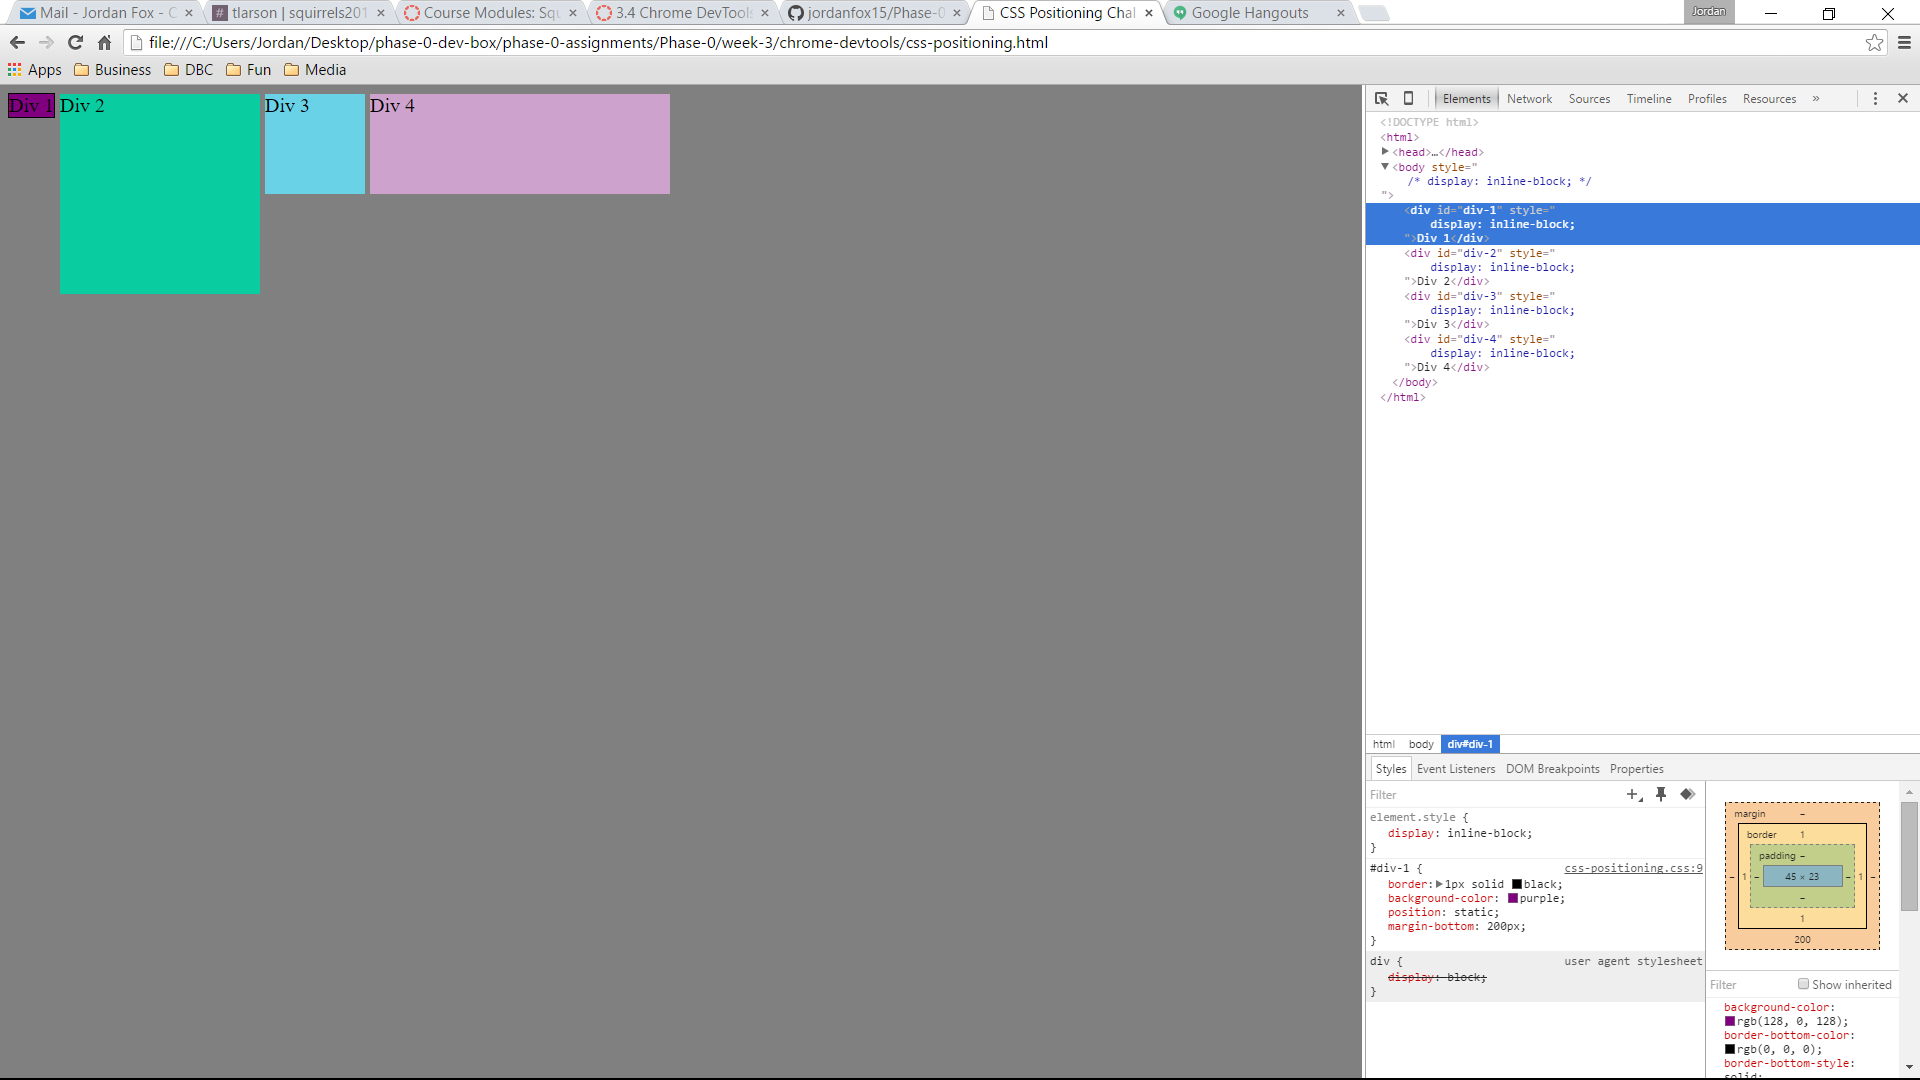 Mail - Jordan Fox - C
tlarson | squirrels201
Course Modules: Squ
3.4 Chrome DevTools
jordanfox15/Phase-0
CSS Positioning Chal
Google Hangouts
Jordan
file:///C:/Users/Jordan/Desktop/phase-0-dev-box/phase-0-assignments/Phase-0/week-3/chrome-devtools/css-positioning.html
Apps Business DBC Fun Media
Div 1 Div 2 Div 3 Div 4
Elements Network Sources Timeline Profiles Resources »
<!DOCTYPE html>
<html>
<head>…</head>
<body style="
/* display: inline-block; */
">
<div id="div-1" style="
display: inline-block;
">Div 1</div>
<div id="div-2" style="
display: inline-block;
">Div 2</div>
<div id="div-3" style="
display: inline-block;
">Div 3</div>
<div id="div-4" style="
display: inline-block;
">Div 4</div>
</body>
</html>
html body div#div-1
Styles Event Listeners DOM Breakpoints Properties
Filter
element.style {
display: inline-block;
}
#div-1 { css-positioning.css:9
border: 1px solid black;
background-color: purple;
position: static;
margin-bottom: 200px;
}
div { user agent stylesheet
display: block;
}
margin –
border 1
padding –
– 1 – 45 × 23 – 1 –
–
1
200
Filter Show inherited
background-color:
rgb(128, 0, 128);
border-bottom-color:
rgb(0, 0, 0);
border-bottom-style:
solid;